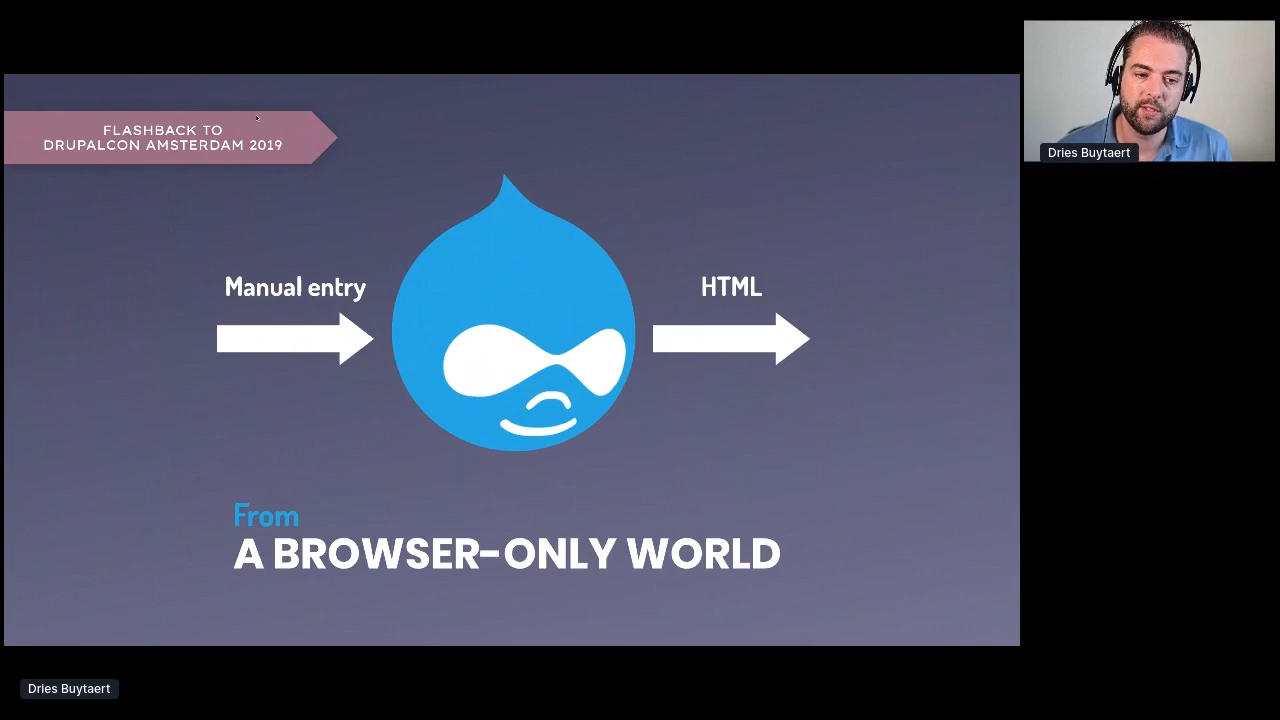 FLASHBACK TO
DRUPALCON AMSTERDAM 2019
Manual entry
HTML
From
A BROWSER-ONLY WORLD
Dries Buytaert
Dries Buytaert